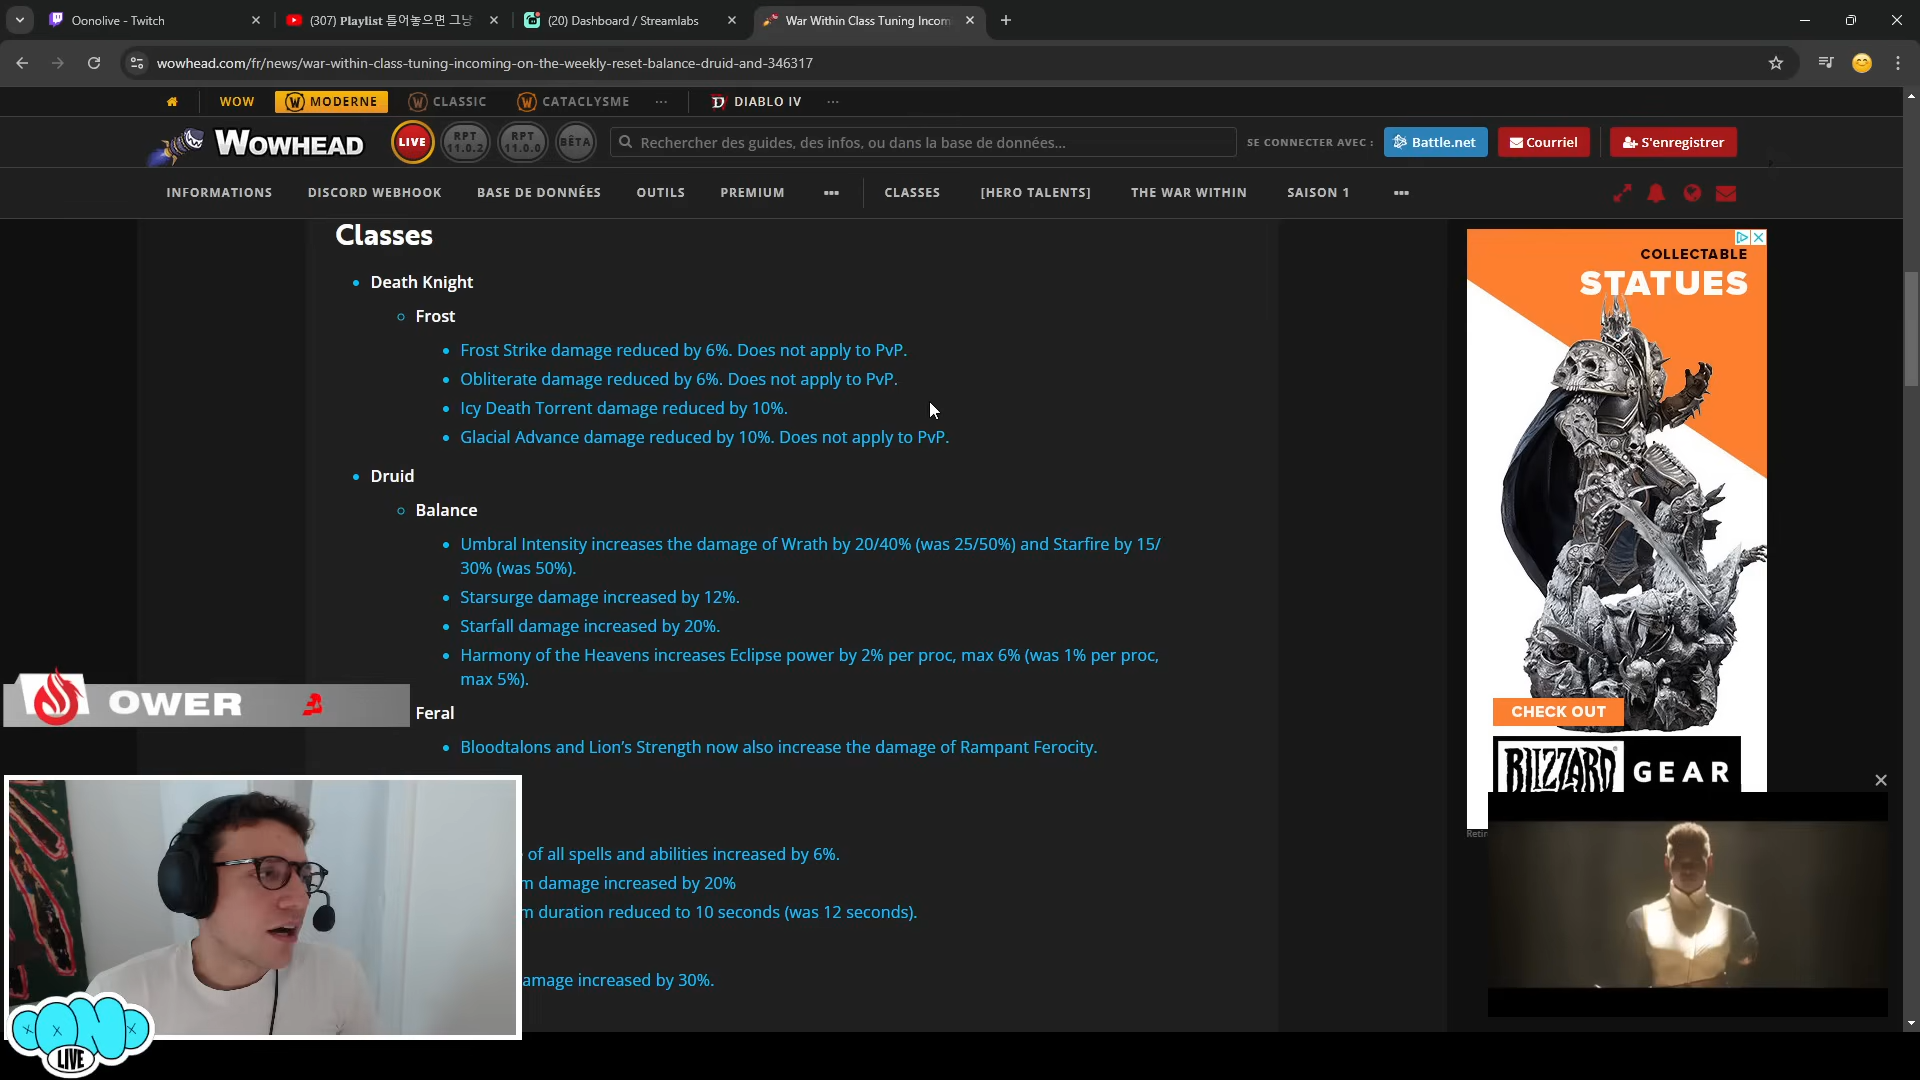 Oonolive - Twitch
(307) Playlist 틀어놓으면 그냥
(20) Dashboard / Streamlabs
War Within Class Tuning Incom
wowhead.com/fr/news/war-within-class-tuning-incoming-on-the-weekly-reset-balance-druid-and-346317
WOW
MODERNE
CLASSIC
CATACLYSME
DIABLO IV
WOWHEAD
LIVE
RPT 11.0.2
RPT 11.0.0
BÊTA
Rechercher des guides, des infos, ou dans la base de données...
SE CONNECTER AVEC :
Battle.net
Courriel
S'enregistrer
INFORMATIONS
DISCORD WEBHOOK
BASE DE DONNÉES
OUTILS
PREMIUM
CLASSES
[HERO TALENTS]
THE WAR WITHIN
SAISON 1
Classes
Death Knight
Frost
Frost Strike damage reduced by 6%. Does not apply to PvP.
Obliterate damage reduced by 6%. Does not apply to PvP.
Icy Death Torrent damage reduced by 10%.
Glacial Advance damage reduced by 10%. Does not apply to PvP.
Druid
Balance
Umbral Intensity increases the damage of Wrath by 20/40% (was 25/50%) and Starfire by 15/
30% (was 50%).
Starsurge damage increased by 12%.
Starfall damage increased by 20%.
Harmony of the Heavens increases Eclipse power by 2% per proc, max 6% (was 1% per proc,
max 5%).
Feral
Bloodtalons and Lion's Strength now also increase the damage of Rampant Ferocity.
of all spells and abilities increased by 6%.
m damage increased by 20%
m duration reduced to 10 seconds (was 12 seconds).
amage increased by 30%.
OWER
ONO
LIVE
COLLECTABLE
STATUES
CHECK OUT
BLIZZARD GEAR